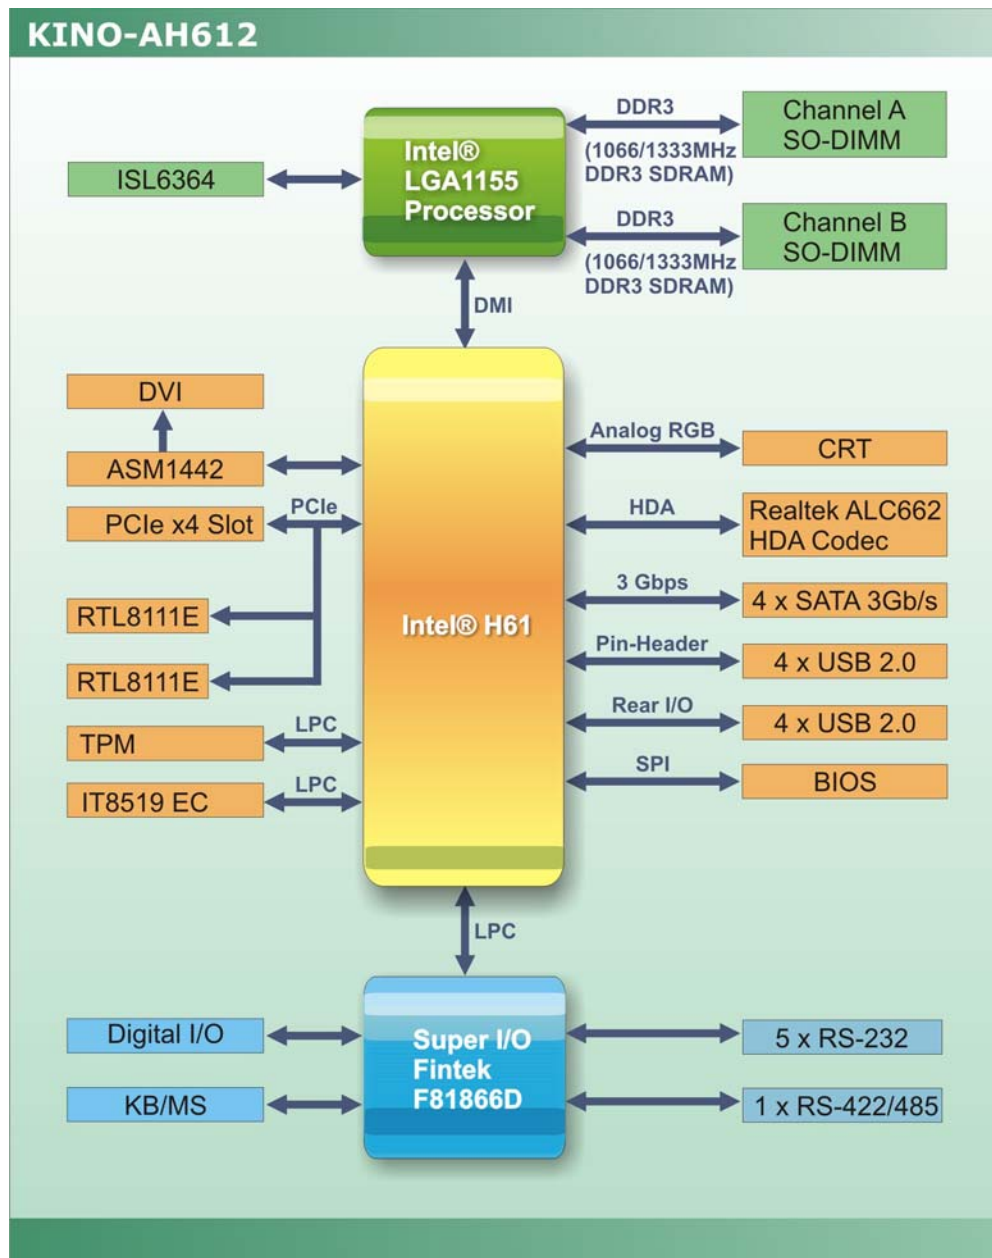 KINO-AH612
Intel®
LGA1155
Processor
ISL6364
DDR3
(1066/1333MHz
DDR3 SDRAM)
Channel A
SO-DIMM
DDR3
(1066/1333MHz
DDR3 SDRAM)
Channel B
SO-DIMM
DMI
Intel® H61
DVI
ASM1442
PCIe x4 Slot
PCIe
RTL8111E
RTL8111E
TPM
LPC
IT8519 EC
LPC
Analog RGB
CRT
HDA
Realtek ALC662
HDA Codec
3 Gbps
4 x SATA 3Gb/s
Pin-Header
4 x USB 2.0
Rear I/O
4 x USB 2.0
SPI
BIOS
LPC
Super I/O
Fintek
F81866D
Digital I/O
KB/MS
5 x RS-232
1 x RS-422/485